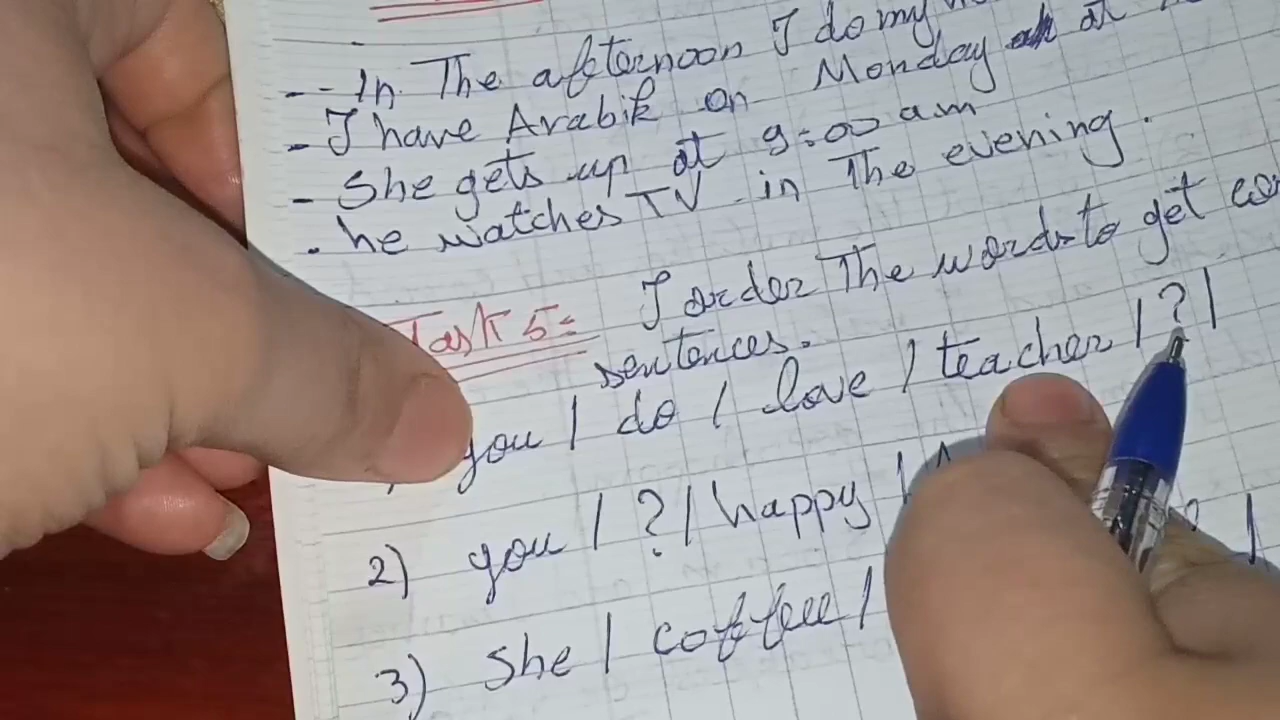 -- In The afternoon I do my
- I have Arabik on Monday at
- She gets up at 9:00 am
- he watches TV in The evening.
Task 5: I order The words to get
sentences.
you / do / love / teacher / ? /
2) you / ? / happy /
3) She / coffee /